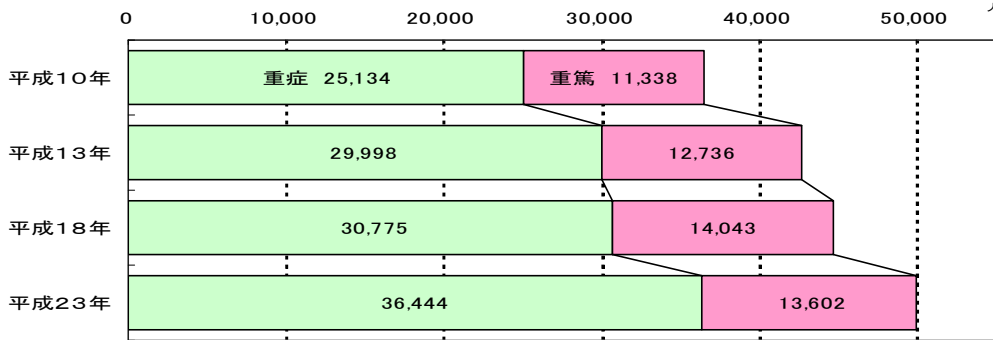 0 10,000 20,000 30,000 40,000 50,000
平成10年 重症 25,134 重篤 11,338
平成13年 29,998 12,736
平成18年 30,775 14,043
平成23年 36,444 13,602